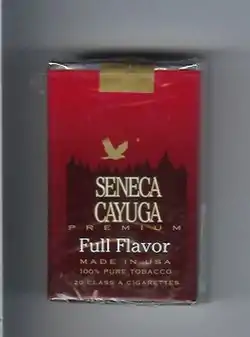 SENECA
CAYUGA
PREMIUM
Full Flavor
MADE IN USA
100% PURE TOBACCO
20 CLASS A CIGARETTES